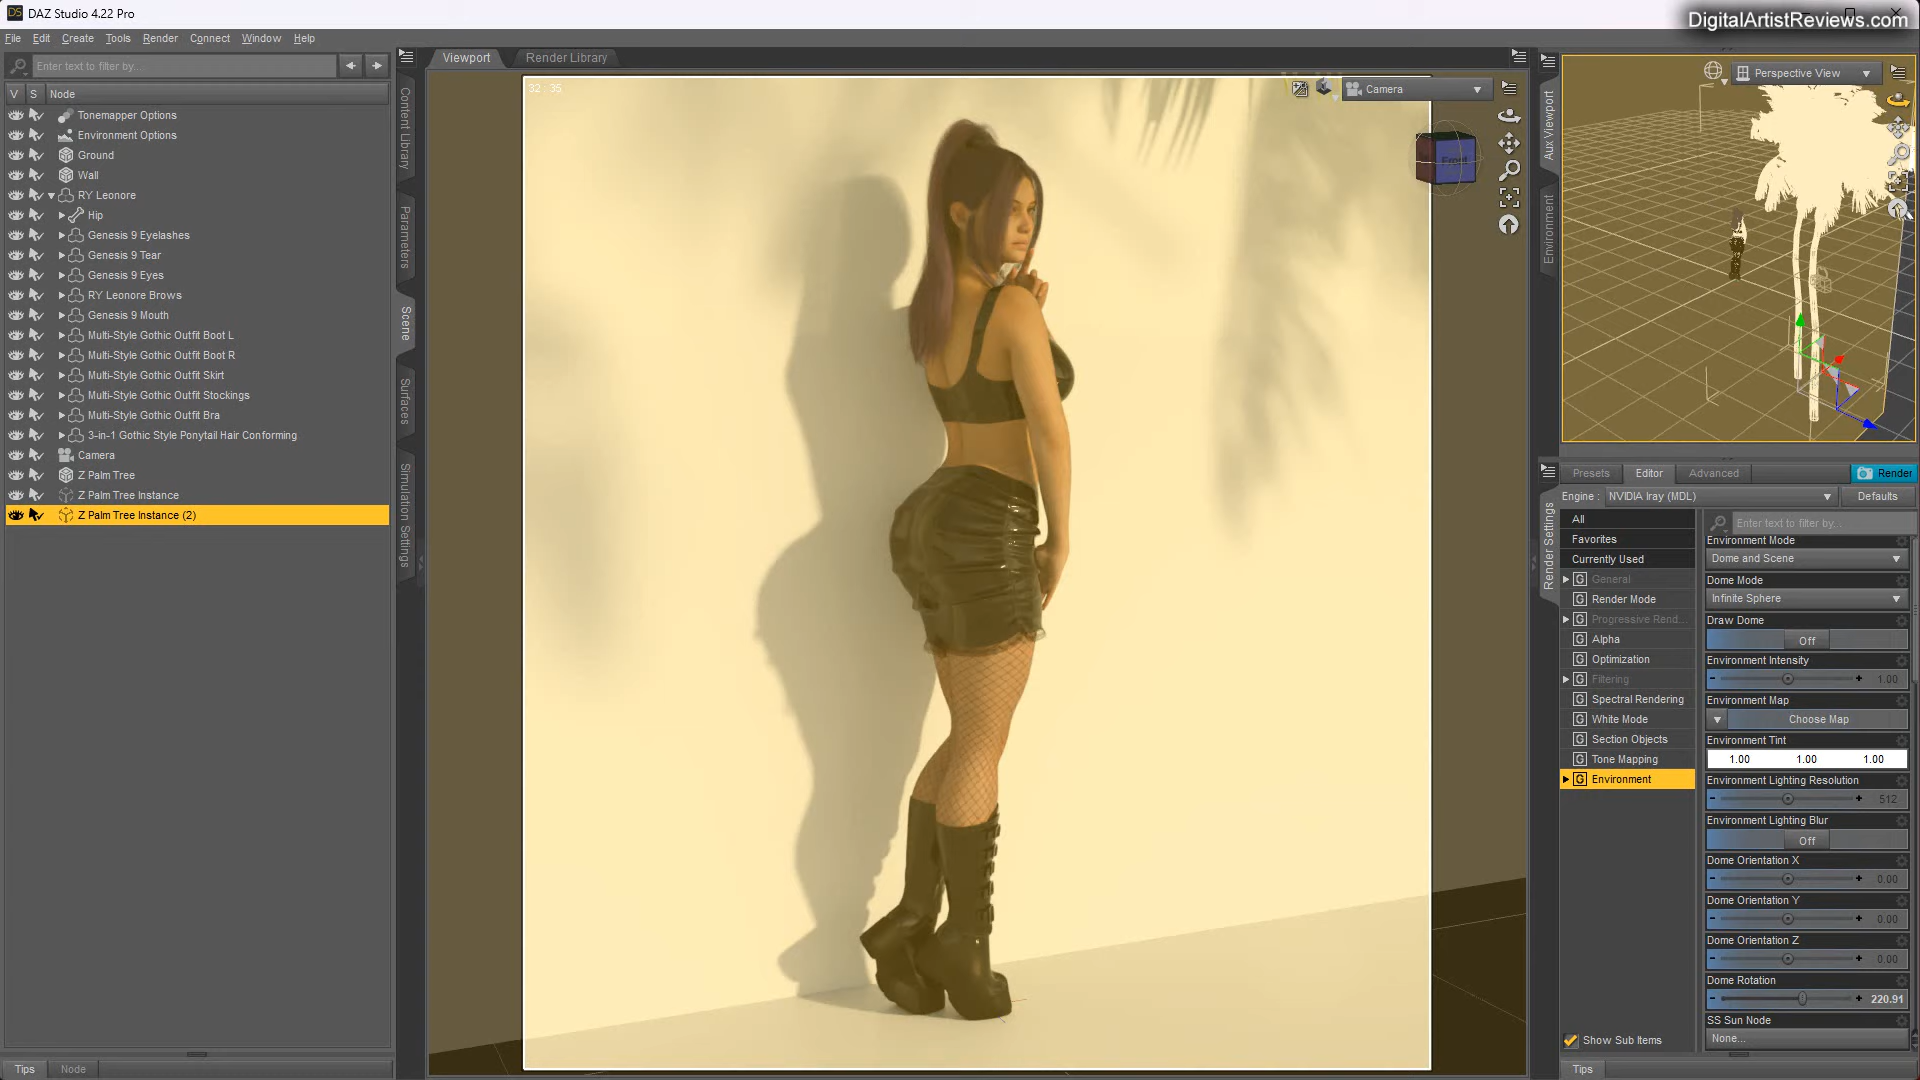 DS DAZ Studio 4.22 Pro
DigitalArtistReviews.com
File Edit Create Tools Render Connect Window Help
Enter text to filter by...
V S Node
Tonemapper Options
Environment Options
Ground
Wall
RY Leonore
Hip
Genesis 9 Eyelashes
Genesis 9 Tear
Genesis 9 Eyes
RY Leonore Brows
Genesis 9 Mouth
Multi-Style Gothic Outfit Boot L
Multi-Style Gothic Outfit Boot R
Multi-Style Gothic Outfit Skirt
Multi-Style Gothic Outfit Stockings
Multi-Style Gothic Outfit Bra
3-in-1 Gothic Style Ponytail Hair Conforming
Camera
Z Palm Tree
Z Palm Tree Instance
Z Palm Tree Instance (2)
Tips Node
Content Library
Parameters
Scene
Surfaces
Simulation Settings
Viewport Render Library
32 : 35
Camera
Front
Aux Viewport
Environment
Perspective View
Render Settings
Presets Editor Advanced Render
Engine : NVIDIA Iray (MDL) Defaults
All
Favorites
Currently Used
G General
G Render Mode
G Progressive Rend...
G Alpha
G Optimization
G Filtering
G Spectral Rendering
G White Mode
G Section Objects
G Tone Mapping
G Environment
Show Sub Items
Tips
Enter text to filter by...
Environment Mode
Dome and Scene
Dome Mode
Infinite Sphere
Draw Dome
Off
Environment Intensity
- + 1.00
Environment Map
Choose Map
Environment Tint
1.00 1.00 1.00
Environment Lighting Resolution
- + 512
Environment Lighting Blur
Off
Dome Orientation X
- + 0.00
Dome Orientation Y
- + 0.00
Dome Orientation Z
- + 0.00
Dome Rotation
- + 220.91
SS Sun Node
None...